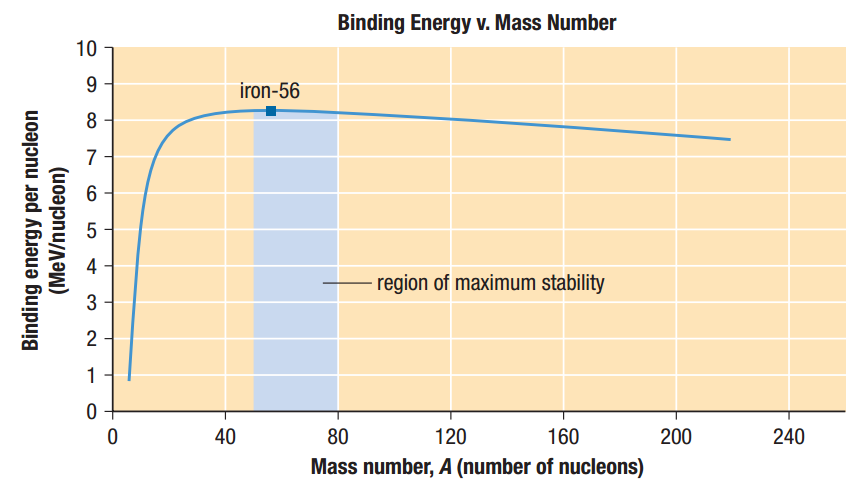 Binding Energy v. Mass Number
10
9
8
7
6
5
4
3
2
1
0
Binding energy per nucleon
(MeV/nucleon)
iron-56
region of maximum stability
0 40 80 120 160 200 240
Mass number, A (number of nucleons)